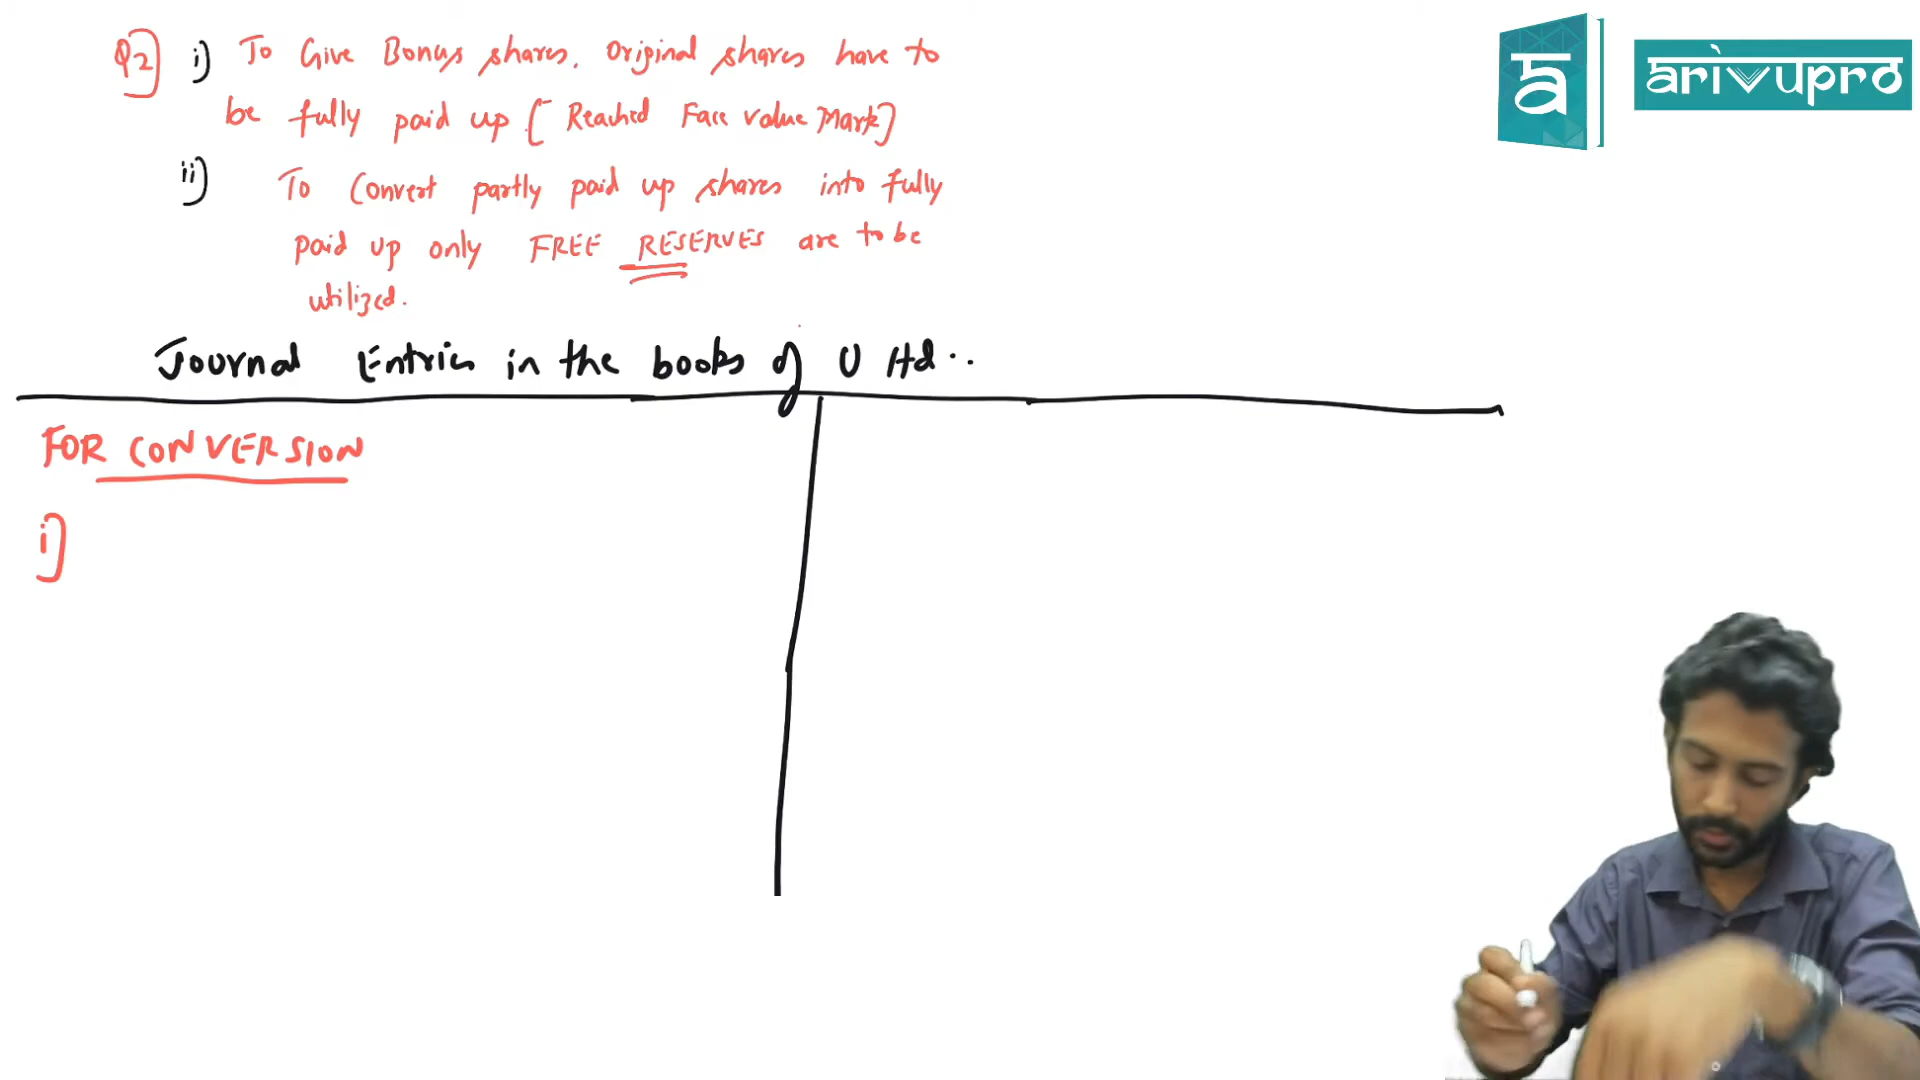 Q2] i) To Give Bonus shares. Original shares have to
be fully paid up. [Reached Face value Mark]
ii) To Convert partly paid up shares into fully
paid up only FREE RESERVES are to be
utilized.
Journal Entries in the books of U ltd..
FOR CONVERSION
i]
arivupro